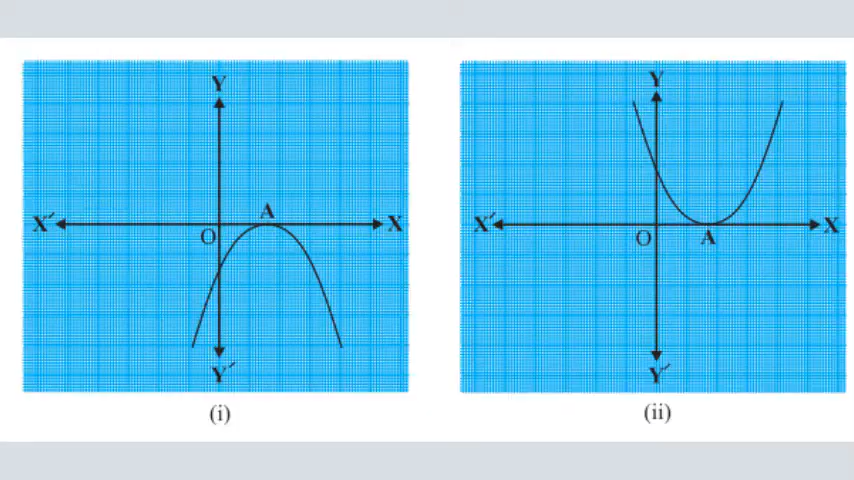 Y
A
X′ X
O
Y′
(i)
Y
X′ X
O A
Y′
(ii)